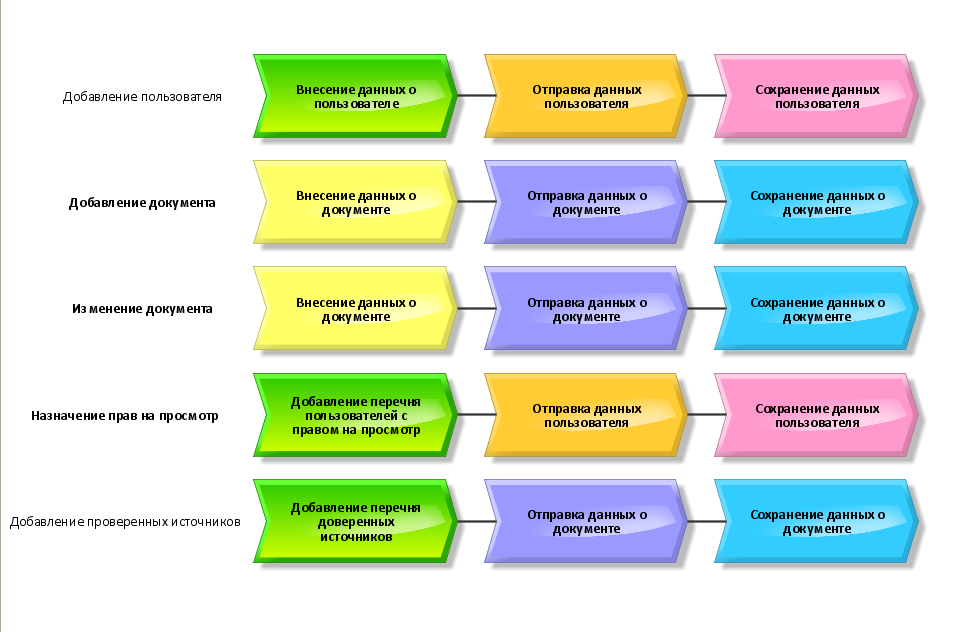 Добавление пользователя
Внесение данных о
пользователе
Отправка данных
пользователя
Сохранение данных
пользователя
Добавление документа
Внесение данных о
документе
Отправка данных о
документе
Сохранение данных о
документе
Изменение документа
Внесение данных о
документе
Отправка данных о
документе
Сохранение данных о
документе
Назначение прав на просмотр
Добавление перечня
пользователей с
правом на просмотр
Отправка данных
пользователя
Сохранение данных
пользователя
Добавление проверенных источников
Добавление перечня
доверенных
источников
Отправка данных о
документе
Сохранение данных о
документе